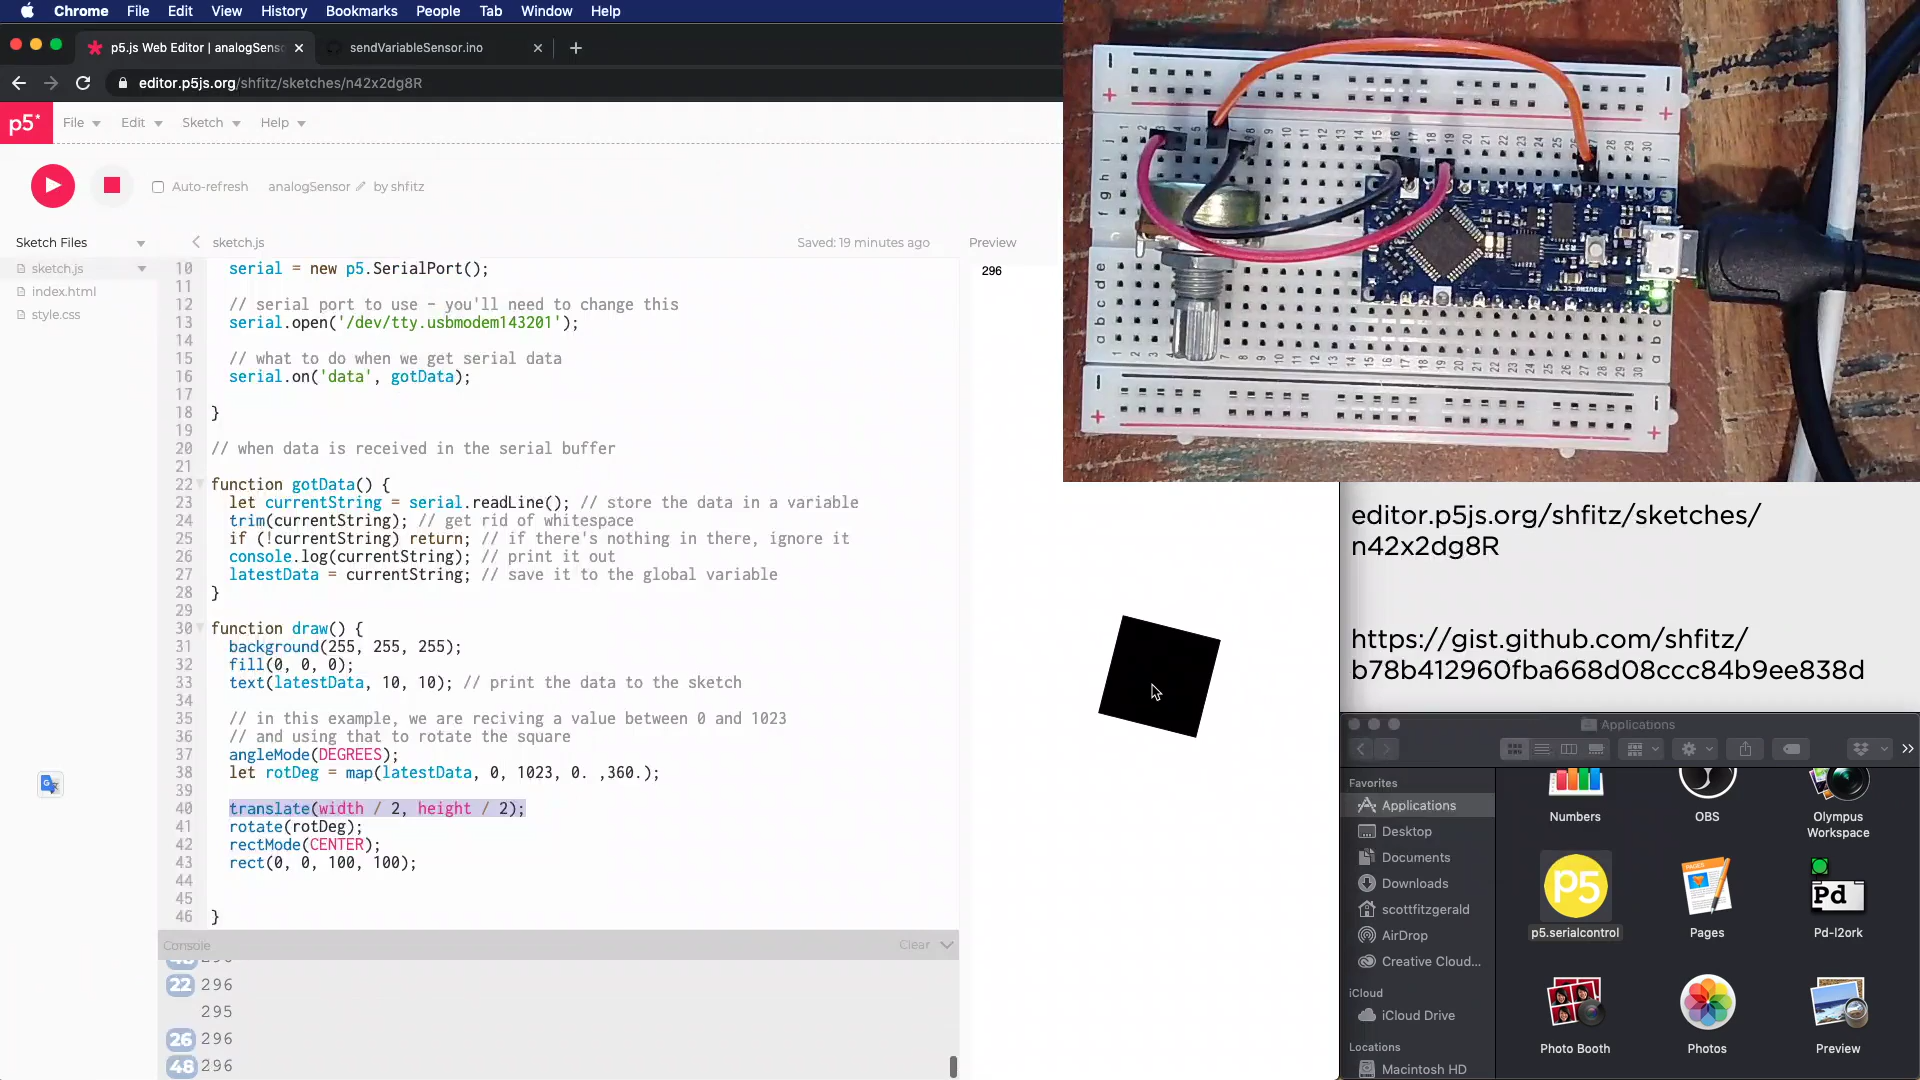 Chrome File Edit View History Bookmarks People Tab Window Help
p5.js Web Editor | analogSens
sendVariableSensor.ino
editor.p5js.org/shfitz/sketches/n42x2dg8R
p5* File Edit Sketch Help
Auto-refresh analogSensor by shfitz
Sketch Files
sketch.js
index.html
style.css
sketch.js
Saved: 19 minutes ago
Preview
296
10 serial = new p5.SerialPort();
11
12 // serial port to use – you'll need to change this
13 serial.open('/dev/tty.usbmodem143201');
14
15 // what to do when we get serial data
16 serial.on('data', gotData);
17
18 }
19
20 // when data is received in the serial buffer
21
22 function gotData() {
23 let currentString = serial.readLine(); // store the data in a variable
24 trim(currentString); // get rid of whitespace
25 if (!currentString) return; // if there's nothing in there, ignore it
26 console.log(currentString); // print it out
27 latestData = currentString; // save it to the global variable
28 }
29
30 function draw() {
31 background(255, 255, 255);
32 fill(0, 0, 0);
33 text(latestData, 10, 10); // print the data to the sketch
34
35 // in this example, we are reciving a value between 0 and 1023
36 // and using that to rotate the square
37 angleMode(DEGREES);
38 let rotDeg = map(latestData, 0, 1023, 0. ,360.);
39
40 translate(width / 2, height / 2);
41 rotate(rotDeg);
42 rectMode(CENTER);
43 rect(0, 0, 100, 100);
44
45
46 }
Console
Clear
22 296
295
26 296
48 296
editor.p5js.org/shfitz/sketches/
n42x2dg8R
https://gist.github.com/shfitz/
b78b412960fba668d08ccc84b9ee838d
Applications
Favorites
Applications
Desktop
Documents
Downloads
scottfitzgerald
AirDrop
Creative Cloud...
iCloud
iCloud Drive
Locations
Macintosh HD
Numbers
OBS
Olympus
Workspace
p5
PAGES
Pd
p5.serialcontrol
Pages
Pd-l2ork
Photo Booth
Photos
Preview